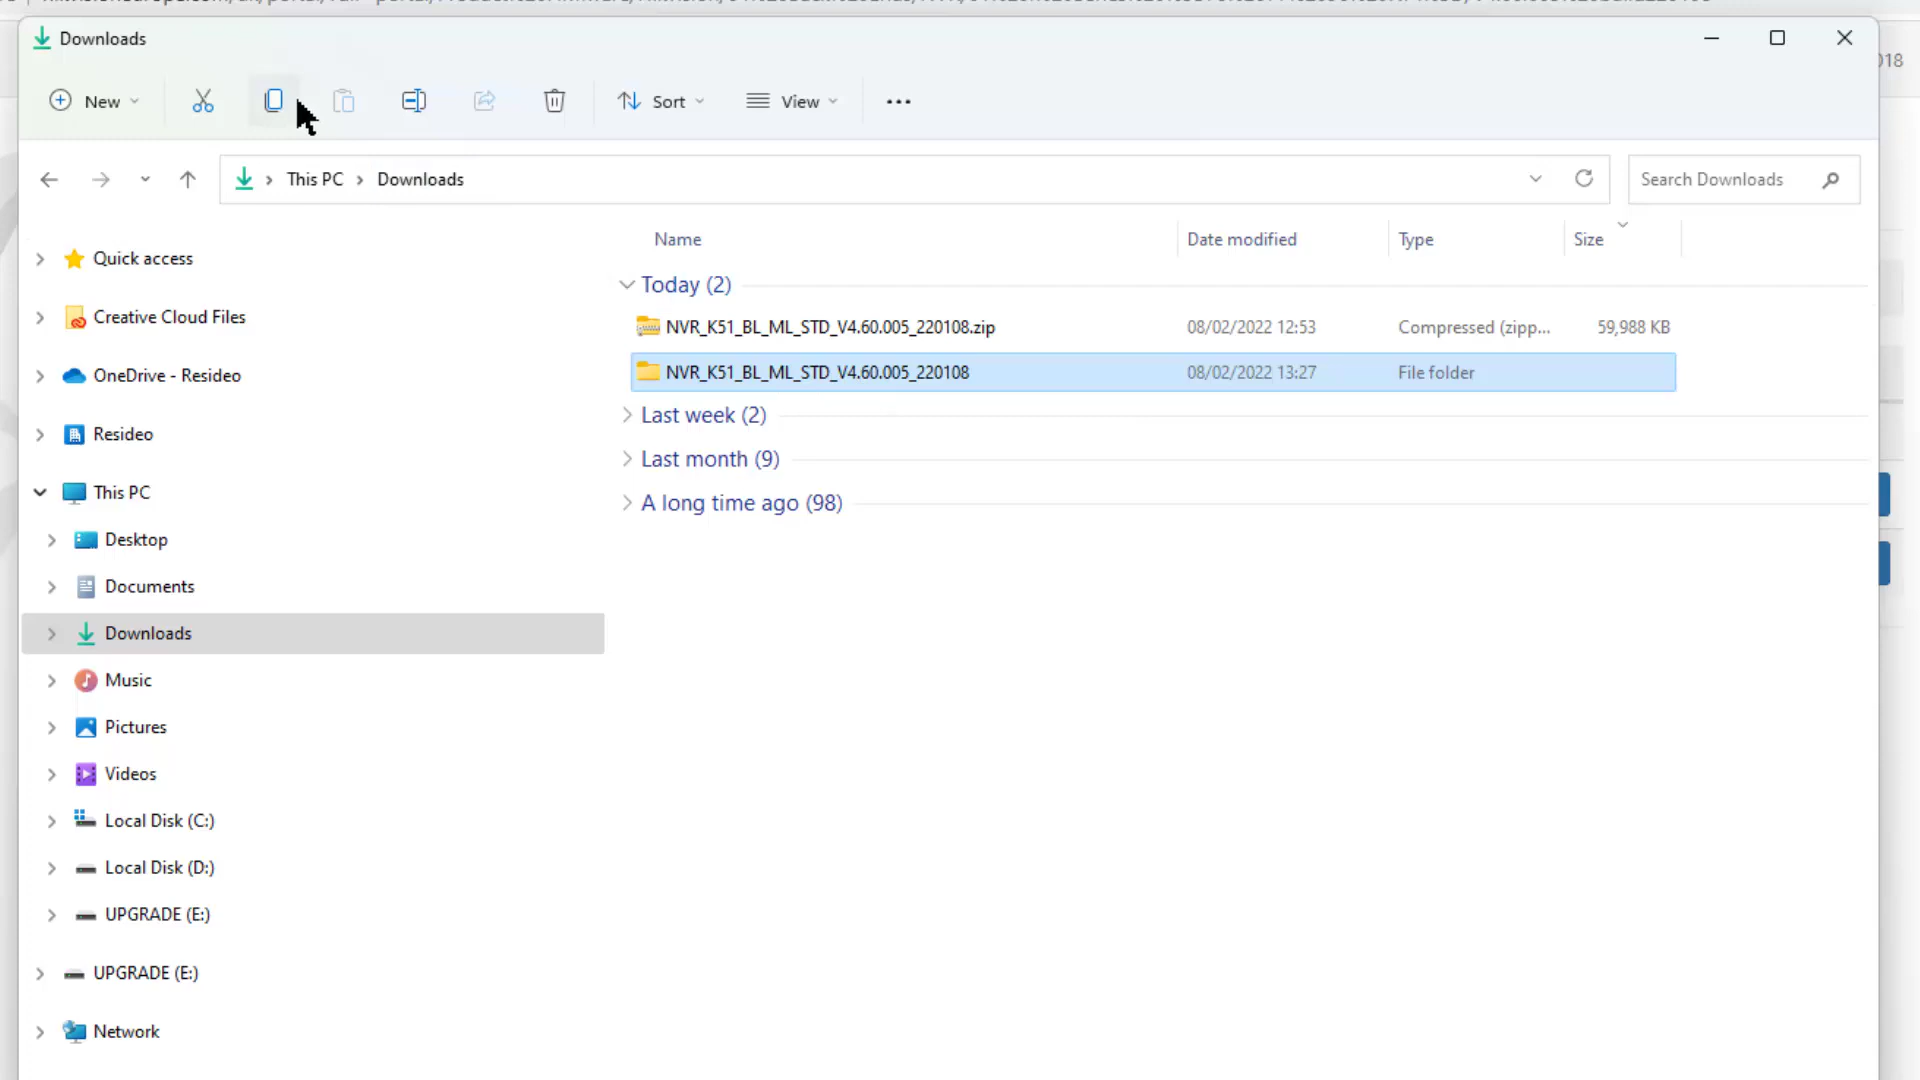 Downloads
New
Sort
View
This PC
Downloads
Search Downloads
Name
Date modified
Type
Size
Today (2)
NVR_K51_BL_ML_STD_V4.60.005_220108.zip 08/02/2022 12:53 Compressed (zipp... 59,988 KB
NVR_K51_BL_ML_STD_V4.60.005_220108 08/02/2022 13:27 File folder
Last week (2)
Last month (9)
A long time ago (98)
Quick access
Creative Cloud Files
OneDrive - Resideo
Resideo
This PC
Desktop
Documents
Downloads
Music
Pictures
Videos
Local Disk (C:)
Local Disk (D:)
UPGRADE (E:)
UPGRADE (E:)
Network